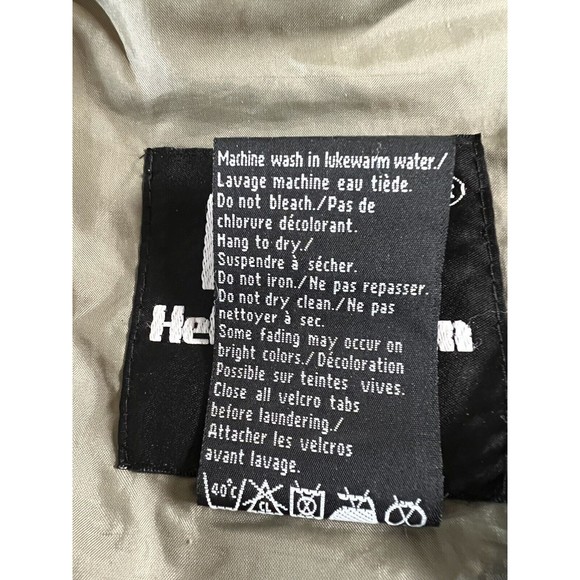 Machine wash in lukewarm water./
Lavage machine eau tiède.
Do not bleach./Pas de
chlorure décolorant.
Hang to dry./
Suspendre à sécher.
Do not iron./Ne pas repasser.
Do not dry clean./Ne pas
nettoyer à sec.
Some fading may occur on
bright colors./Décoloration
Possible sur teintes vives.
Close all velcro tabs
before laundering./
Attacher les velcros
avant lavage.
40°C CL
®
He n